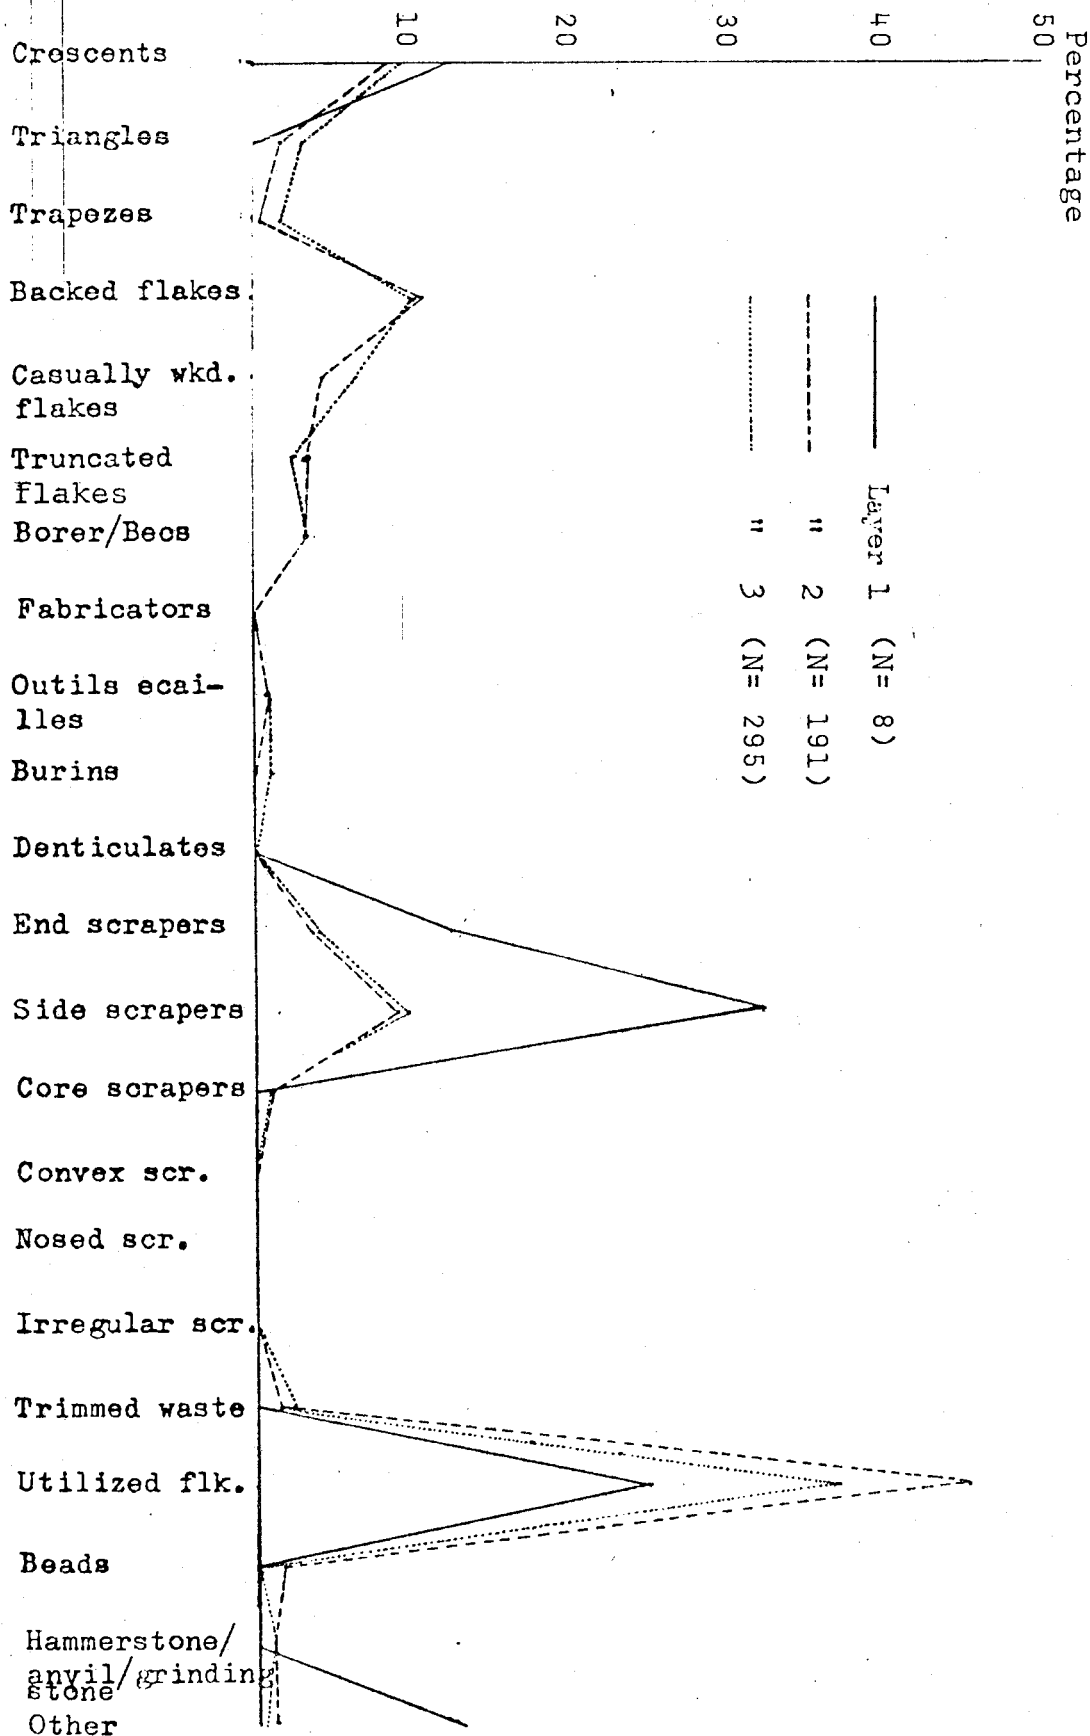 Percentage
50
40
30
20
10
Layer 1 (N= 8)
" 2 (N= 191)
" 3 (N= 295)
Crescents
Triangles
Trapezes
Backed flakes
Casually wkd.
flakes
Truncated
flakes
Borer/Becs
Fabricators
Outils ecai-
lles
Burins
Denticulates
End scrapers
Side scrapers
Core scrapers
Convex scr.
Nosed scr.
Irregular scr.
Trimmed waste
Utilized flk.
Beads
Hammerstone/
anvil/grinding
stone
Other